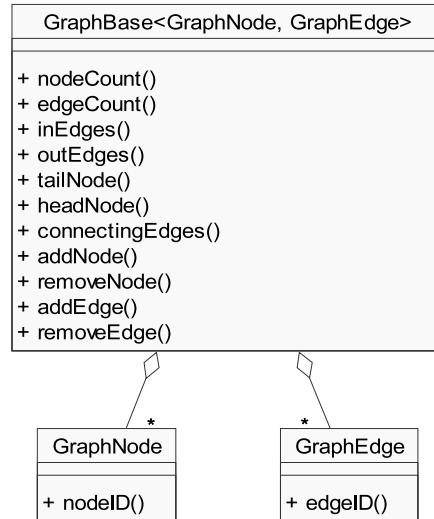 GraphBase<GraphNode, GraphEdge>
+ nodeCount()
+ edgeCount()
+ inEdges()
+ outEdges()
+ tailNode()
+ headNode()
+ connectingEdges()
+ addNode()
+ removeNode()
+ addEdge()
+ removeEdge()
* *
GraphNode GraphEdge
+ nodeID() + edgeID()